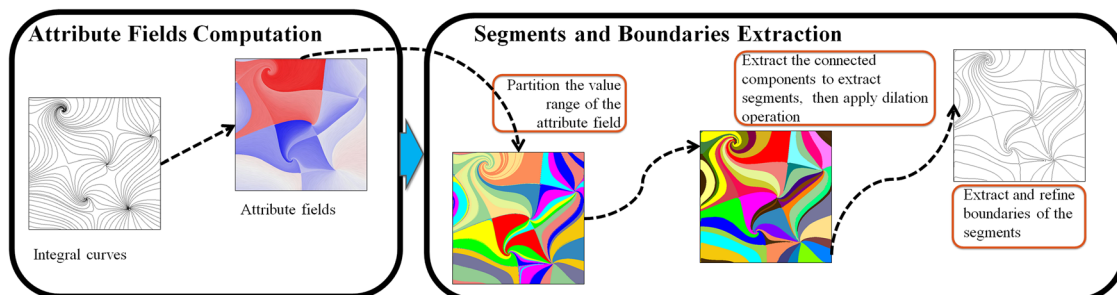 Attribute Fields Computation
Integral curves
Attribute fields
Segments and Boundaries Extraction
Partition the value
range of the
attribute field
Extract the connected
components to extract
segments, then apply dilation
operation
Extract and refine
boundaries of the
segments